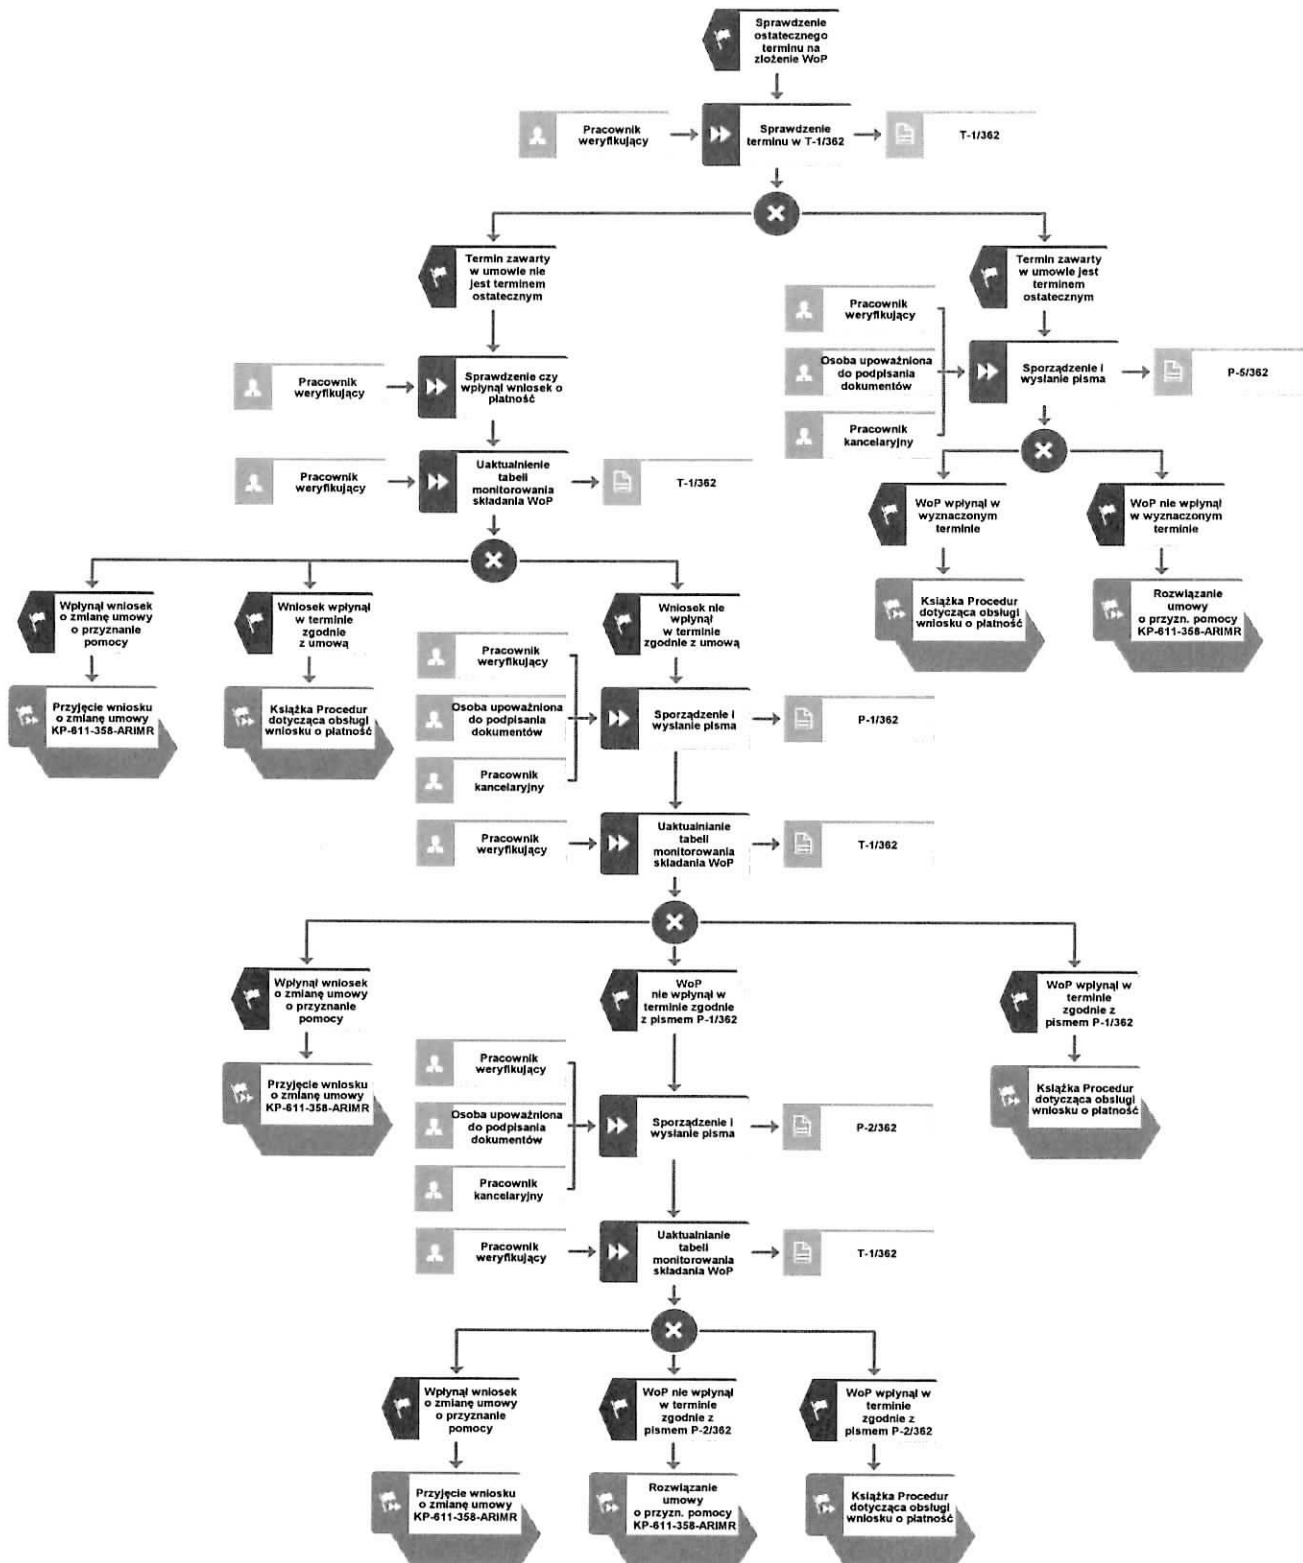 Sprawdzenie
ostatecznego
terminu na
złożenie WoP
Pracownik
weryfikujący
Sprawdzenie
terminu w T-1/362
T-1/362
Termin zawarty
w umowie nie
jest terminem
ostatecznym
Termin zawarty
w umowie jest
terminem
ostatecznym
Pracownik
weryfikujący
Osoba upoważniona
do podpisania
dokumentów
Pracownik
kancelaryjny
Sporządzenie i
wysłanie pisma
P-5/362
Pracownik
weryfikujący
Sprawdzenie czy
wpłynął wniosek o
płatność
Pracownik
weryfikujący
Uaktualnienie
tabeli
monitorowania
składania WoP
T-1/362
WoP wpłynął w
wyznaczonym
terminie
WoP nie wpłynął
w wyznaczonym
terminie
Książka Procedur
dotycząca obsługi
wniosku o płatność
Rozwiązanie
umowy
o przyzn. pomocy
KP-611-358-ARIMR
Wpłynął wniosek
o zmianę umowy
o przyznanie
pomocy
Wniosek wpłynął
w terminie
zgodnie
z umową
Wniosek nie
wpłynął
w terminie
zgodnie z umową
Przyjęcie wniosku
o zmianę umowy
KP-611-358-ARIMR
Książka Procedur
dotycząca obsługi
wniosku o płatność
Pracownik
weryfikujący
Osoba upoważniona
do podpisania
dokumentów
Pracownik
kancelaryjny
Sporządzenie i
wysłanie pisma
P-1/362
Pracownik
weryfikujący
Uaktualnianie
tabeli
monitorowania
składania WoP
T-1/362
Wpłynął wniosek
o zmianę umowy
o przyznanie
pomocy
WoP
nie wpłynął w
terminie zgodnie
z pismem P-1/362
WoP wpłynął w
terminie
zgodnie z
pismem P-1/362
Przyjęcie wniosku
o zmianę umowy
KP-611-358-ARIMR
Książka Procedur
dotycząca obsługi
wniosku o płatność
Pracownik
weryfikujący
Osoba upoważniona
do podpisania
dokumentów
Pracownik
kancelaryjny
Sporządzenie i
wysłanie pisma
P-2/362
Pracownik
weryfikujący
Uaktualnianie
tabeli
monitorowania
składania WoP
T-1/362
Wpłynął wniosek
o zmianę umowy
o przyznanie
pomocy
WoP nie wpłynął
w terminie
zgodnie z
pismem P-2/362
WoP wpłynął w
terminie
zgodnie z
pismem P-2/362
Przyjęcie wniosku
o zmianę umowy
KP-611-358-ARIMR
Rozwiązanie
umowy
o przyzn. pomocy
KP-611-358-ARIMR
Książka Procedur
dotycząca obsługi
wniosku o płatność